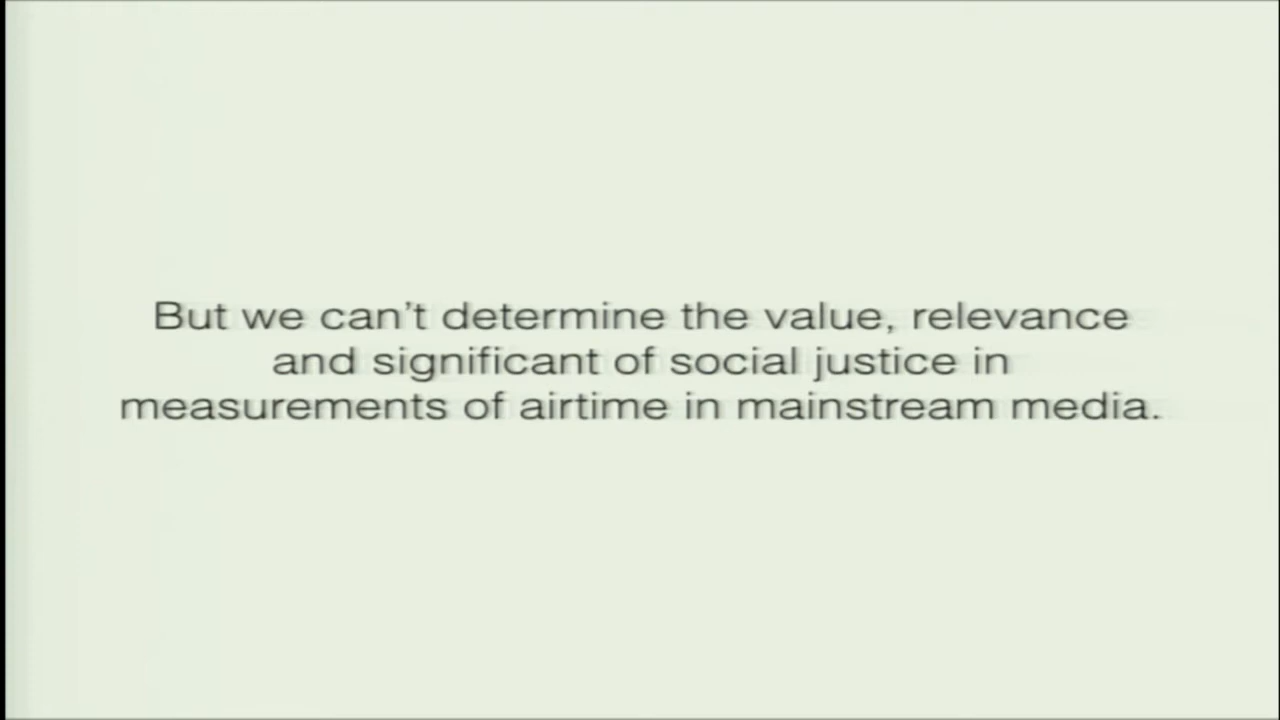 But we can't determine the value, relevance
and significant of social justice in
measurements of airtime in mainstream media.